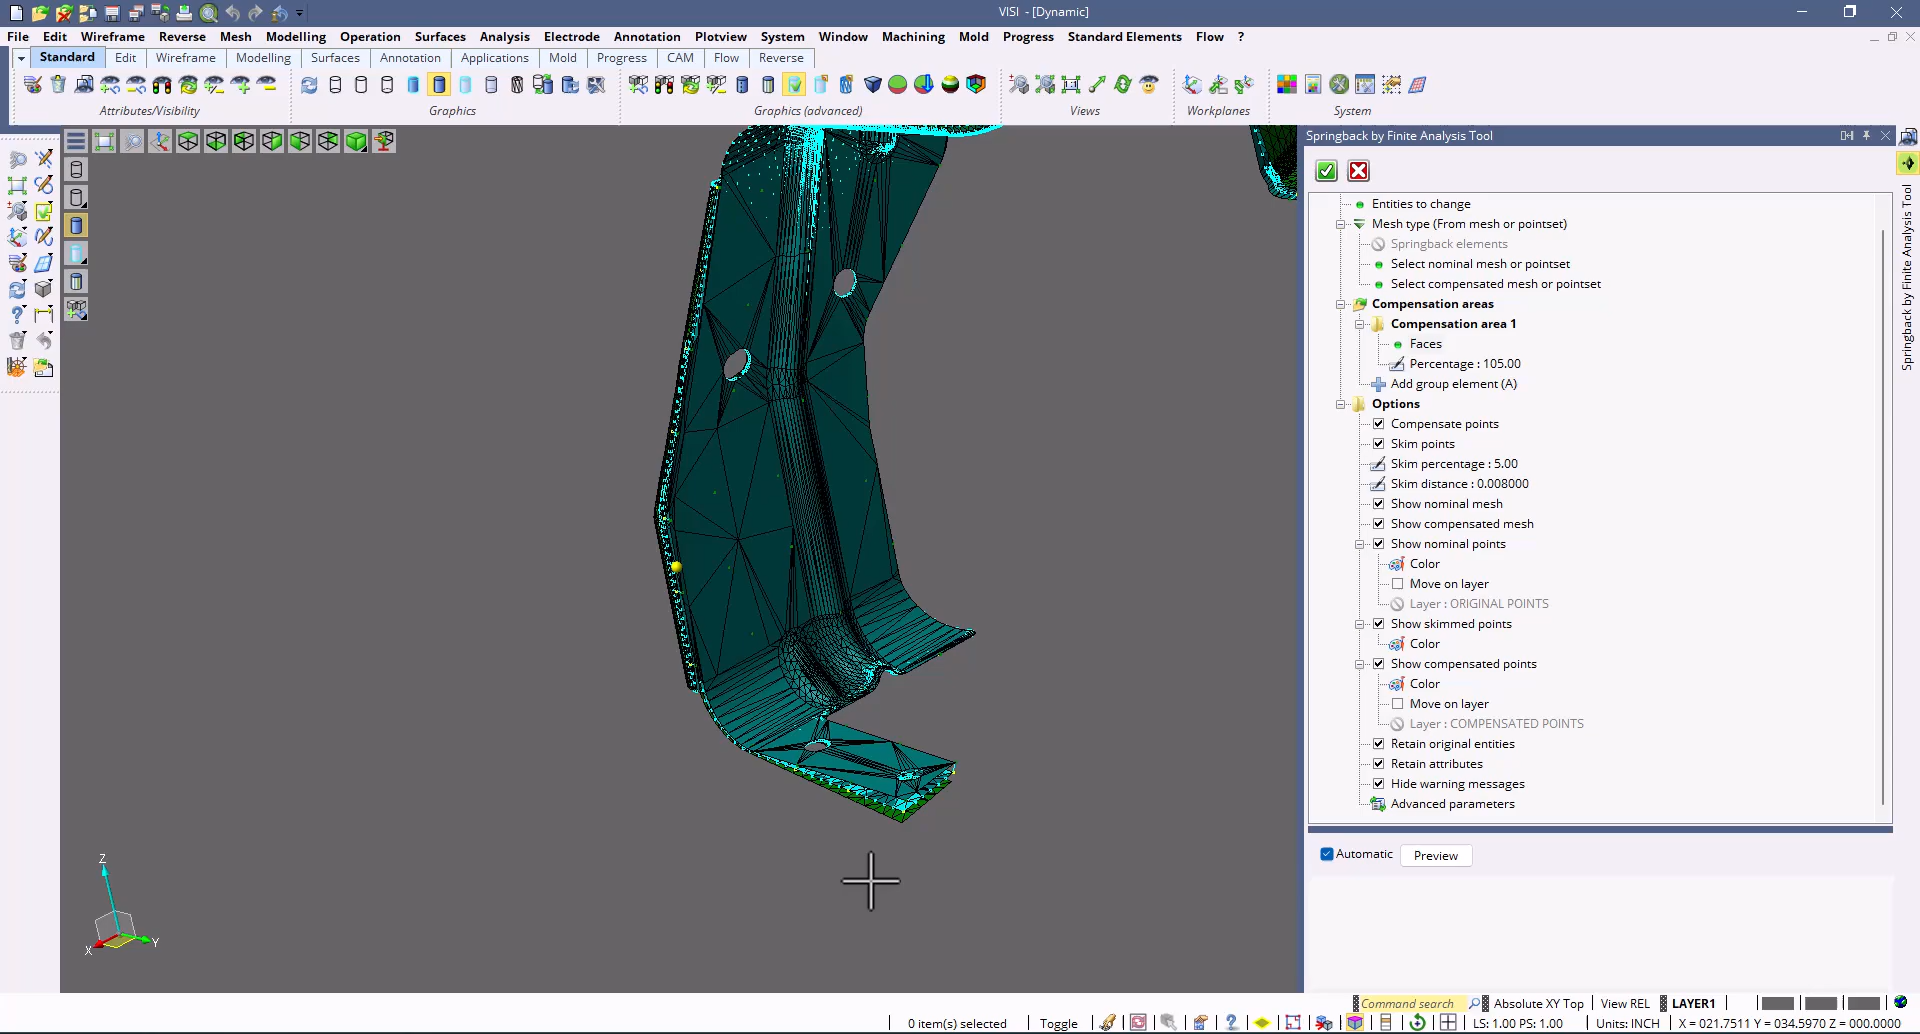 VISI - [Dynamic]
File Edit Wireframe Reverse Mesh Modelling Operation Surfaces Analysis Electrode Annotation Plotview System Window Machining Mold Progress Standard Elements Flow ?
Standard Edit Wireframe Modelling Surfaces Annotation Applications Mold Progress CAM Flow Reverse
Attributes/Visibility Graphics Graphics (advanced) Views Workplanes System
Springback by Finite Analysis Tool
Springback by Finite Analysis Tool
Entities to change
Mesh type (From mesh or pointset)
Springback elements
Select nominal mesh or pointset
Select compensated mesh or pointset
Compensation areas
Compensation area 1
Faces
Percentage : 105.00
Add group element (A)
Options
Compensate points
Skim points
Skim percentage : 5.00
Skim distance : 0.008000
Show nominal mesh
Show compensated mesh
Show nominal points
Color
Move on layer
Layer : ORIGINAL POINTS
Show skimmed points
Color
Show compensated points
Color
Move on layer
Layer : COMPENSATED POINTS
Retain original entities
Retain attributes
Hide warning messages
Advanced parameters
Automatic Preview
Z
X
Y
Command search Absolute XY Top View REL LAYER1
0 item(s) selected Toggle LS: 1.00 PS: 1.00 Units: INCH X = 021.7511 Y = 034.5970 Z = 000.0000